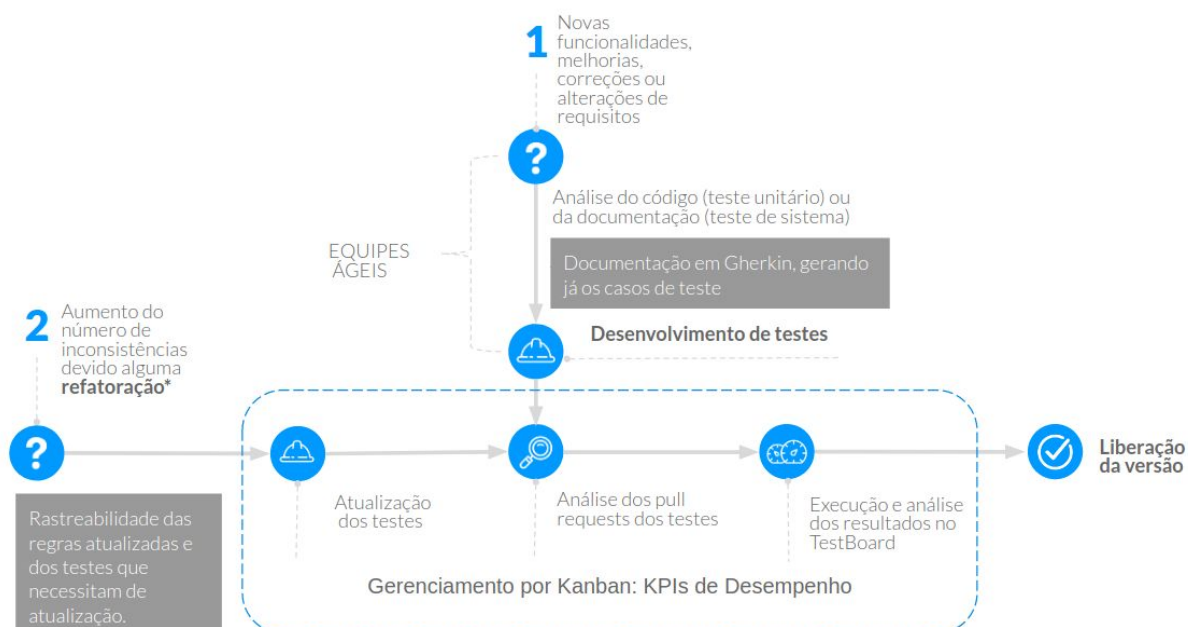 1
Novas
funcionalidades,
melhorias,
correções ou
alterações de
requisitos
?
Análise do código (teste unitário) ou
da documentação (teste de sistema)
EQUIPES
ÁGEIS
Documentação em Gherkin, gerando
já os casos de teste
Desenvolvimento de testes
2
Aumento do
número de
inconsistências
devido alguma
refatoração*
?
Rastreabilidade das
regras atualizadas e
dos testes que
necessitam de
atualização.
Atualização
dos testes
Análise dos pull
requests dos testes
Execução e análise
dos resultados no
TestBoard
Liberação
da versão
Gerenciamento por Kanban: KPIs de Desempenho